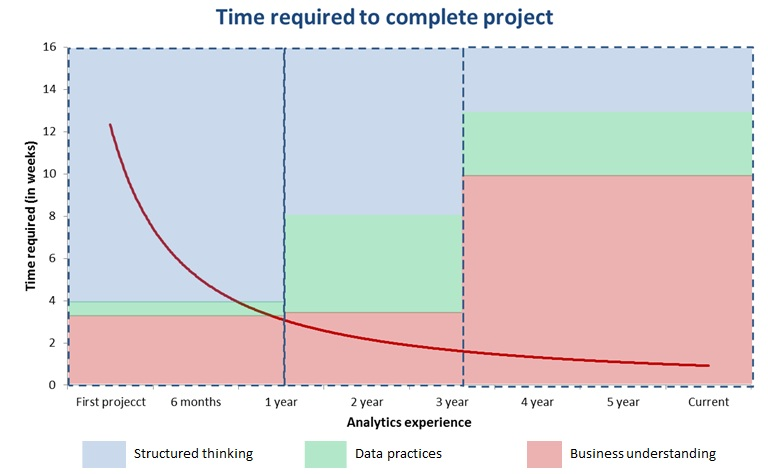 Time required to complete project
Time required (in weeks)
16
14
12
10
8
6
4
2
0
First projecct 6 months 1 year 2 year 3 year 4 year 5 year Current
Analytics experience
Structured thinking Data practices Business understanding